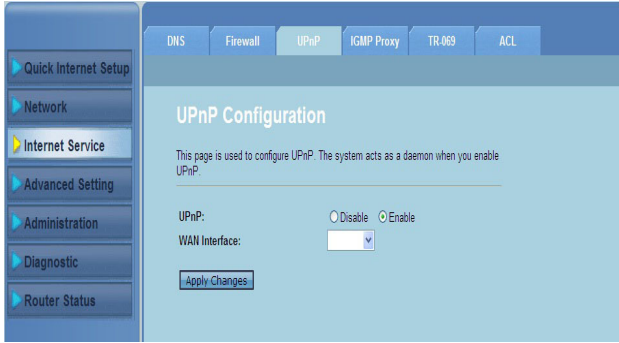 DNS Firewall UPnP IGMP Proxy TR-069 ACL
Quick Internet Setup
Network
Internet Service
Advanced Setting
Administration
Diagnostic
Router Status
UPnP Configuration
This page is used to configure UPnP. The system acts as a daemon when you enable
UPnP.
UPnP: Disable Enable
WAN Interface:
Apply Changes